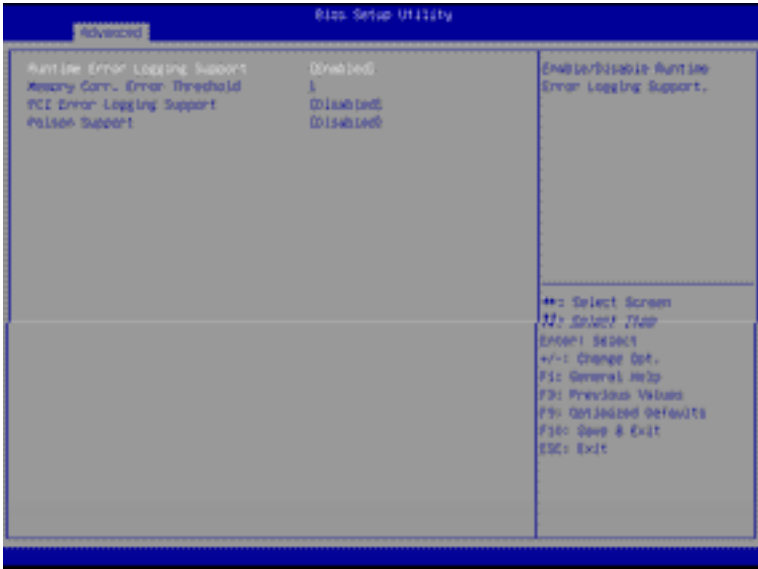 Bios Setup Utility
Advanced
Runtime Error Logging Support [Enabled]
Memory Corr. Error Threshold 1
PCI Error Logging Support [Disabled]
Poison Support [Disabled]
Enable/Disable Runtime
Error Logging Support.
↔: Select Screen
↑↓: Select Item
Enter: Select
+/-: Change Opt.
F1: General Help
F3: Previous Values
F9: Optimized Defaults
F10: Save & Exit
ESC: Exit